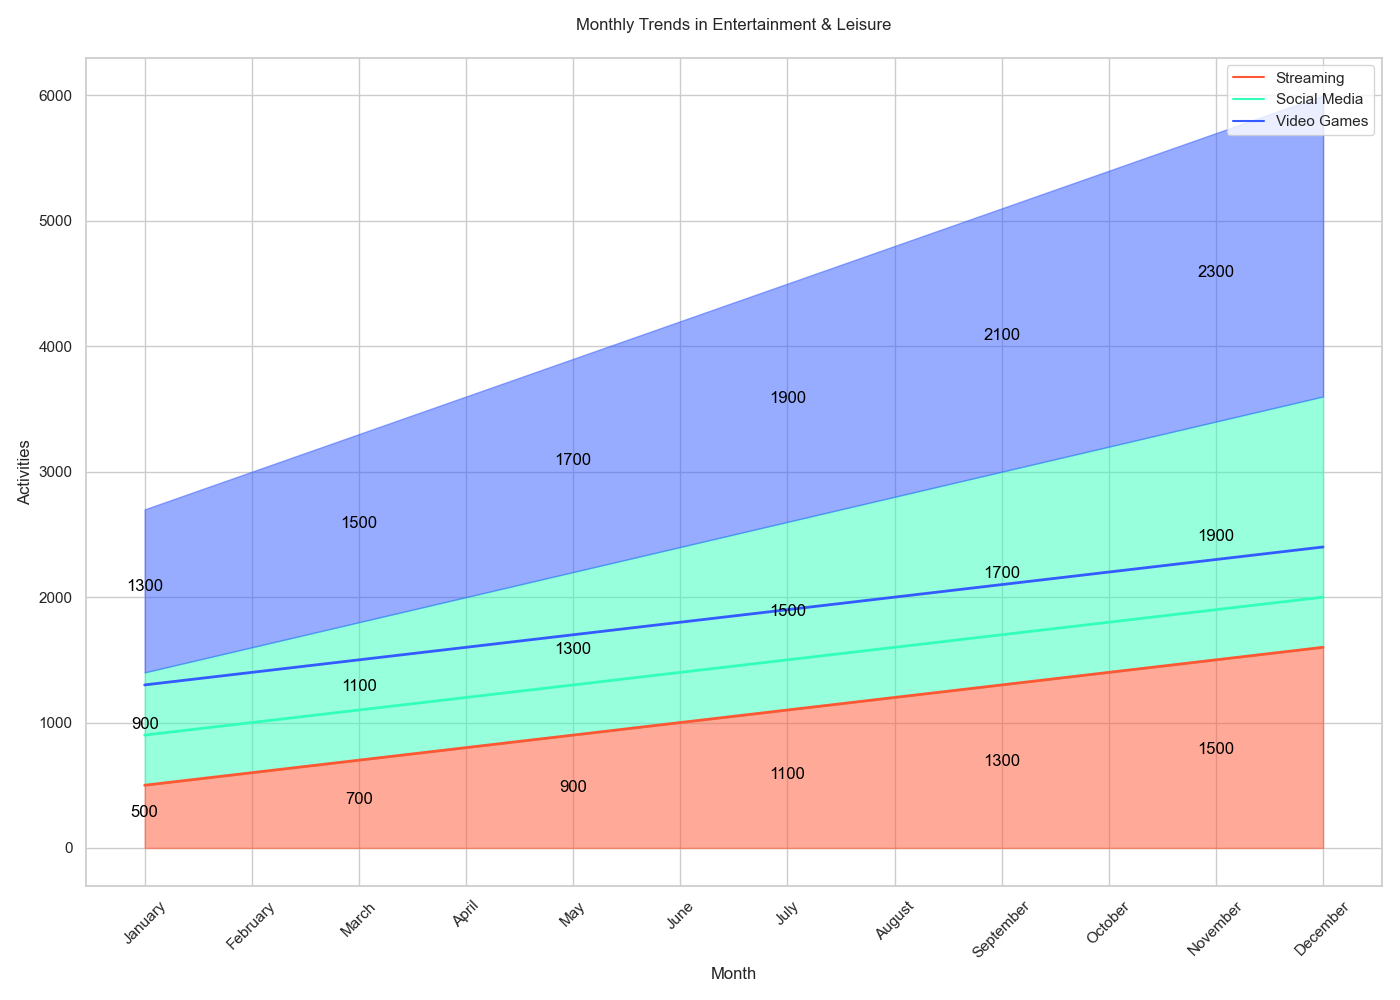 Monthly Trends in Entertainment & Leisure
Streaming
Social Media
Video Games
6000
5000
4000
3000
2000
1000
0
Activities
2300
2100
1900
1700
1500
1300
1900
1700
1500
1300
1100
900
1500
1300
1100
900
700
500
January
February
March
April
May
June
July
August
September
October
November
December
Month